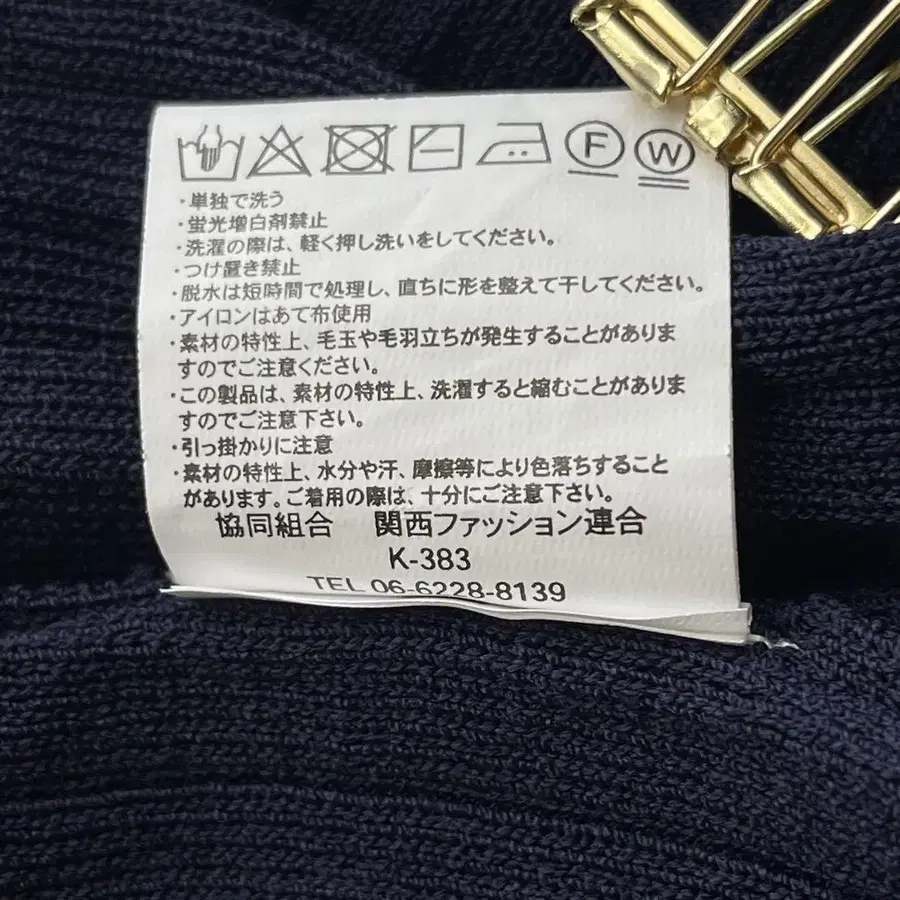 F W
・単独で洗う
・蛍光増白剤禁止
・洗濯の際は、軽く押し洗いをしてください。
・つけ置き禁止
・脱水は短時間で処理し、直ちに形を整えて干してください。
・アイロンはあて布使用
・素材の特性上、毛玉や毛羽立ちが発生することがありま
すのでご注意ください。
・この製品は、素材の特性上、洗濯すると縮むことがありま
すのでご注意下さい。
・引っ掛かりに注意
・素材の特性上、水分や汗、摩擦等により色落ちすること
があります。ご着用の際は、十分にご注意下さい。
協同組合 関西ファッション連合
K-383
TEL 06-6228-8139